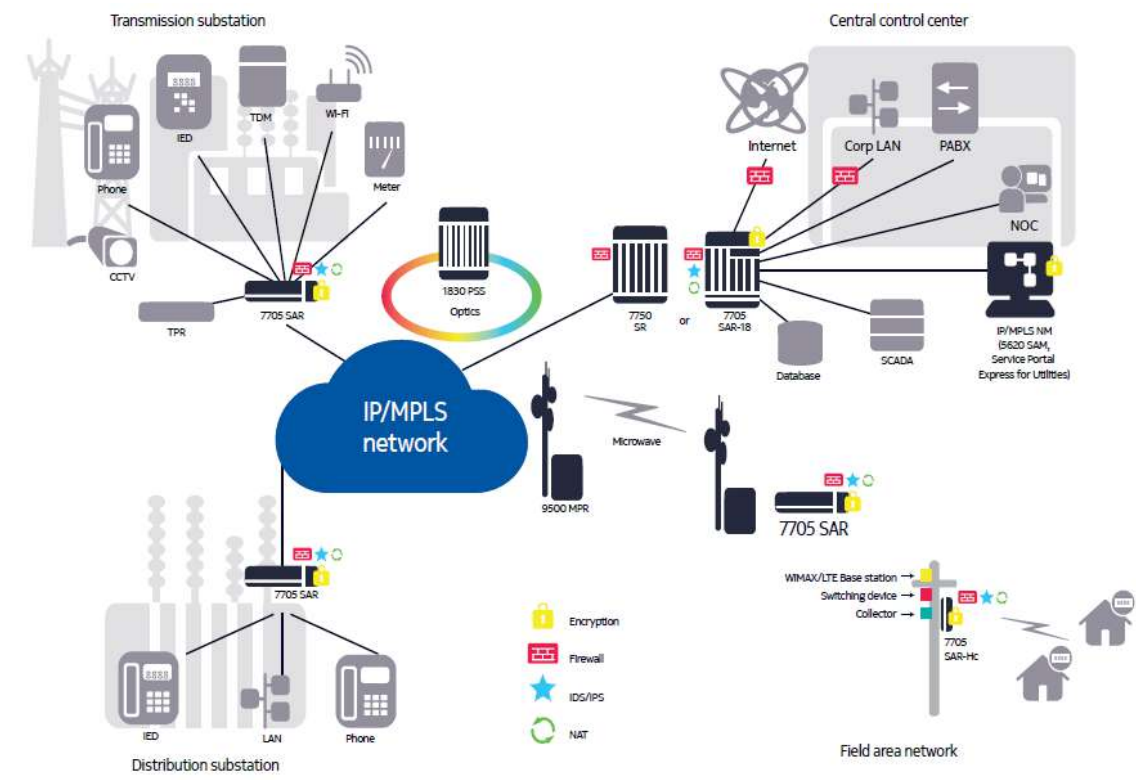 Transmission substation
Central control center
IED
TDM
WI-FI
Phone
Meter
CCTV
TPR
7705 SAR
1830 PSS
Optics
Internet
Corp LAN
PABX
NOC
7750
SR
or
7705
SAR-18
Database
SCADA
IP/MPLS NM
(5620 SAM,
Service Portal
Express for Utilities)
IP/MPLS
network
Microwave
9500 MPR
7705 SAR
7705 SAR
IED
LAN
Phone
Distribution substation
Encryption
Firewall
IDS/IPS
NAT
WIMAX/LTE Base station
Switching device
Collector
7705
SAR-Hc
Field area network